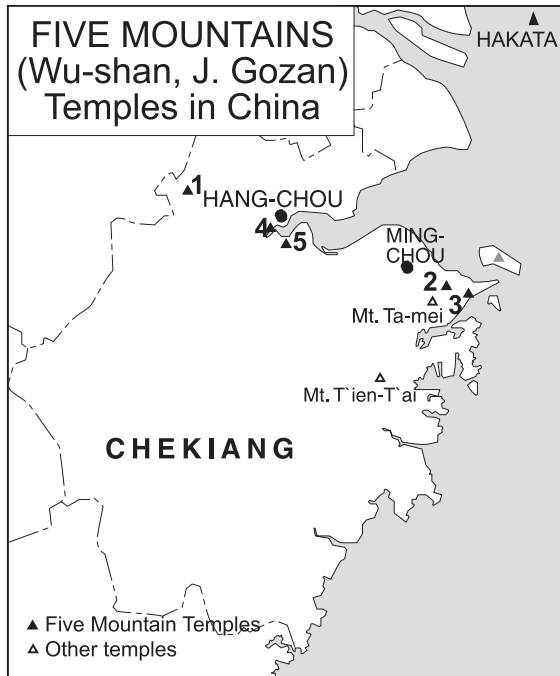 FIVE MOUNTAINS
(Wu-shan, J. Gozan)
Temples in China
HAKATA
1
HANG-CHOU
4
5
MING-
CHOU
2
3
Mt. Ta-mei
Mt. T`ien-T`ai
CHEKIANG
Five Mountain Temples
Other temples